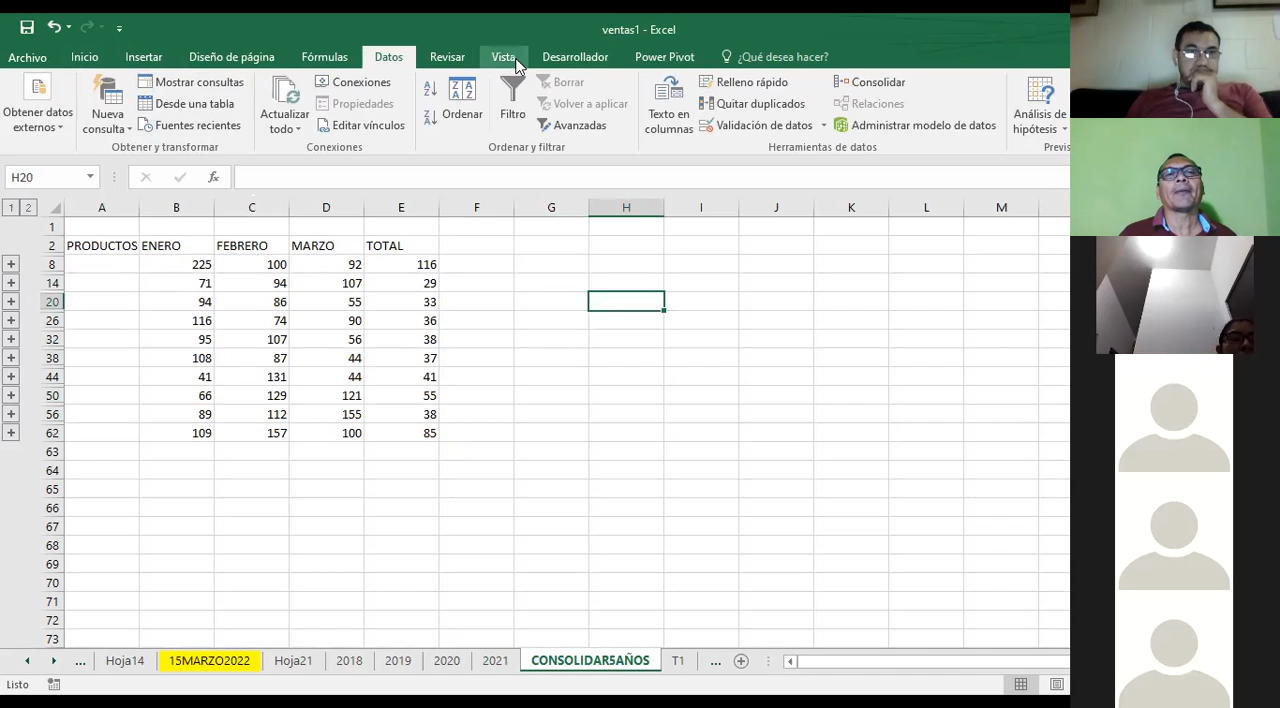 ventas1 - Excel
Archivo Inicio Insertar Diseño de página Fórmulas Datos Revisar Vista Desarrollador Power Pivot ¿Qué desea hacer?
Obtener datos externos
Nueva consulta
Mostrar consultas
Desde una tabla
Fuentes recientes
Obtener y transformar
Actualizar todo
Conexiones
Propiedades
Editar vínculos
Conexiones
Ordenar
Filtro
Borrar
Volver a aplicar
Avanzadas
Ordenar y filtrar
Texto en columnas
Relleno rápido
Quitar duplicados
Validación de datos
Consolidar
Relaciones
Administrar modelo de datos
Herramientas de datos
Análisis de hipótesis
Previs
H20 fx
1 2 A B C D E F G H I J K L M
1
2 PRODUCTOS ENERO FEBRERO MARZO TOTAL
8 225 100 92 116
14 71 94 107 29
20 94 86 55 33
26 116 74 90 36
32 95 107 56 38
38 108 87 44 37
44 41 131 44 41
50 66 129 121 55
56 89 112 155 38
62 109 157 100 85
63
64
65
66
67
68
69
70
71
72
73
... Hoja14 15MARZO2022 Hoja21 2018 2019 2020 2021 CONSOLIDAR5AÑOS T1 ...
Listo